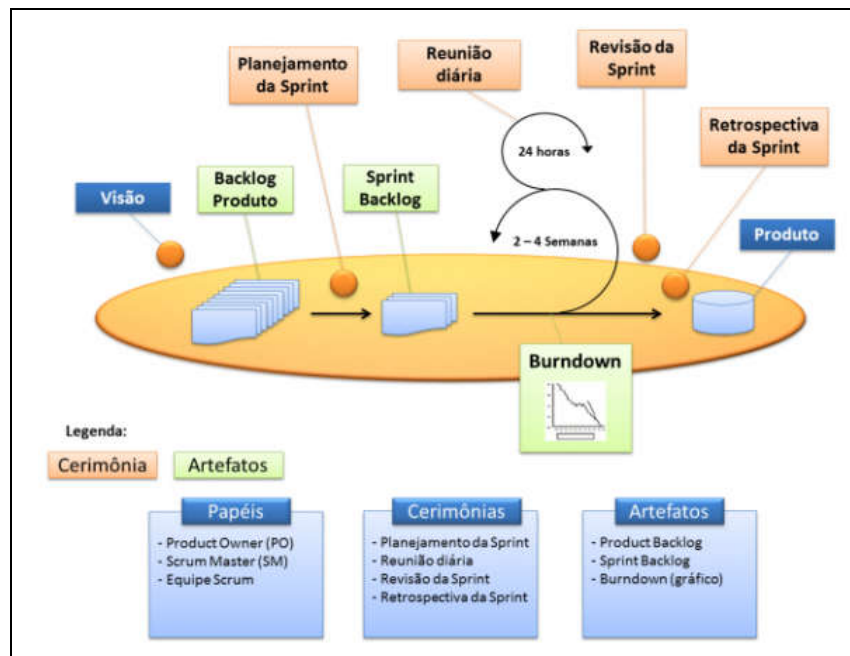 Planejamento
da Sprint
Reunião
diária
Revisão da
Sprint
Retrospectiva
da Sprint
24 horas
Visão
Backlog
Produto
Sprint
Backlog
2 – 4 Semanas
Produto
Burndown
Legenda:
Cerimônia
Artefatos
Papéis
- Product Owner (PO)
- Scrum Master (SM)
- Equipe Scrum
Cerimônias
- Planejamento da Sprint
- Reunião diária
- Revisão da Sprint
- Retrospectiva da Sprint
Artefatos
- Product Backlog
- Sprint Backlog
- Burndown (gráfico)